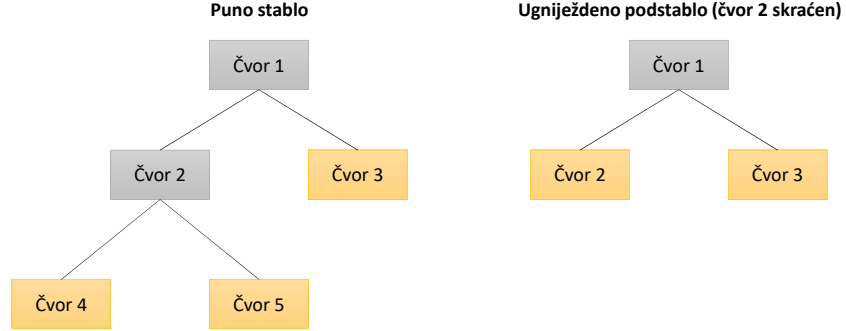 Puno stablo
Ugniježdeno podstablo (čvor 2 skraćen)
Čvor 1
Čvor 1
Čvor 2
Čvor 3
Čvor 2
Čvor 3
Čvor 4
Čvor 5